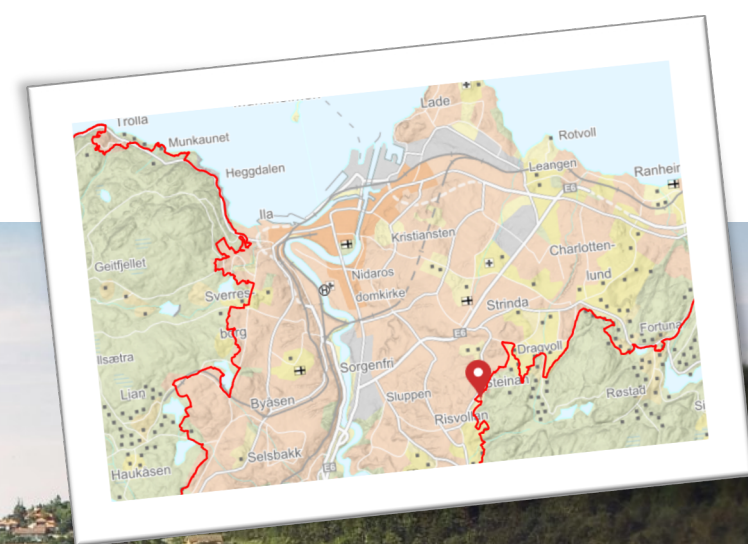 Trolla
Munkaunet
Lade
Rotvoll
Heggdalen
Leangen
Ranheim
E6
Ila
Kristiansten
Geitfjellet
Charlotten-
lund
Nidaros
domkirke
Sverres
borg
Strinda
E6
Fortuna
Ilsætra
Sorgenfri
Dragvoll
Lian
Steinan
Røstad
Byåsen
Sluppen
Risvollan
Selsbakk
E6
Haukåsen